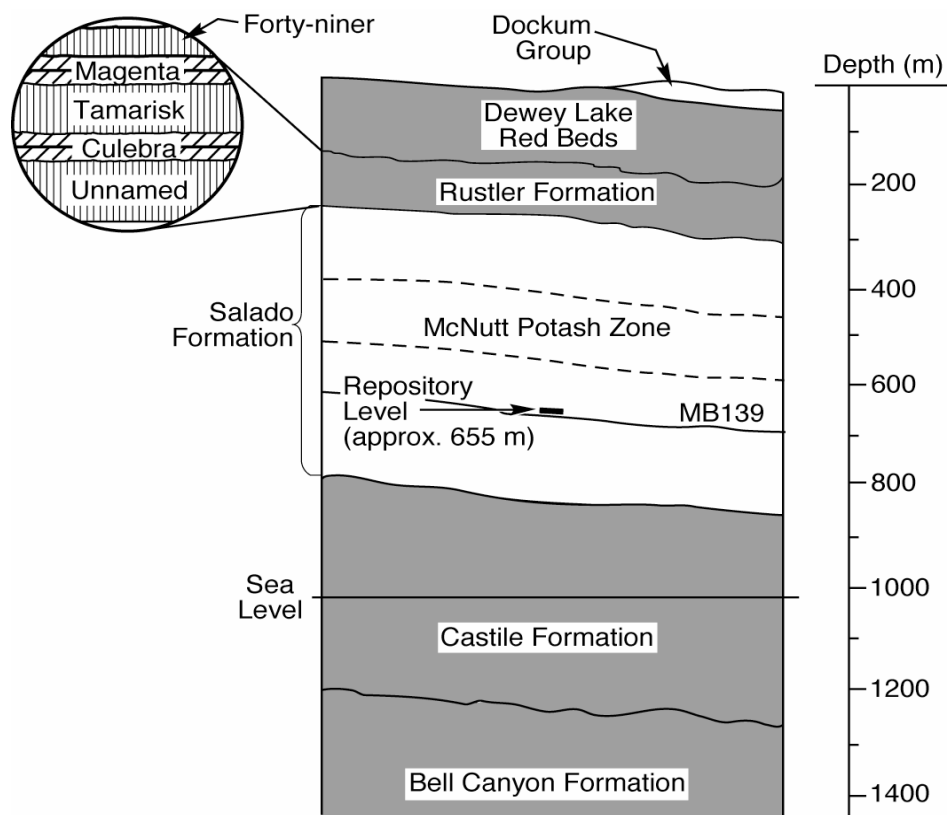 Forty-niner
Magenta
Tamarisk
Culebra
Unnamed
Dockum
Group
Depth (m)
Dewey Lake
Red Beds
200
Rustler Formation
400
Salado
Formation
McNutt Potash Zone
600
Repository
Level
(approx. 655 m)
MB139
800
Sea
Level
1000
Castile Formation
1200
Bell Canyon Formation
1400